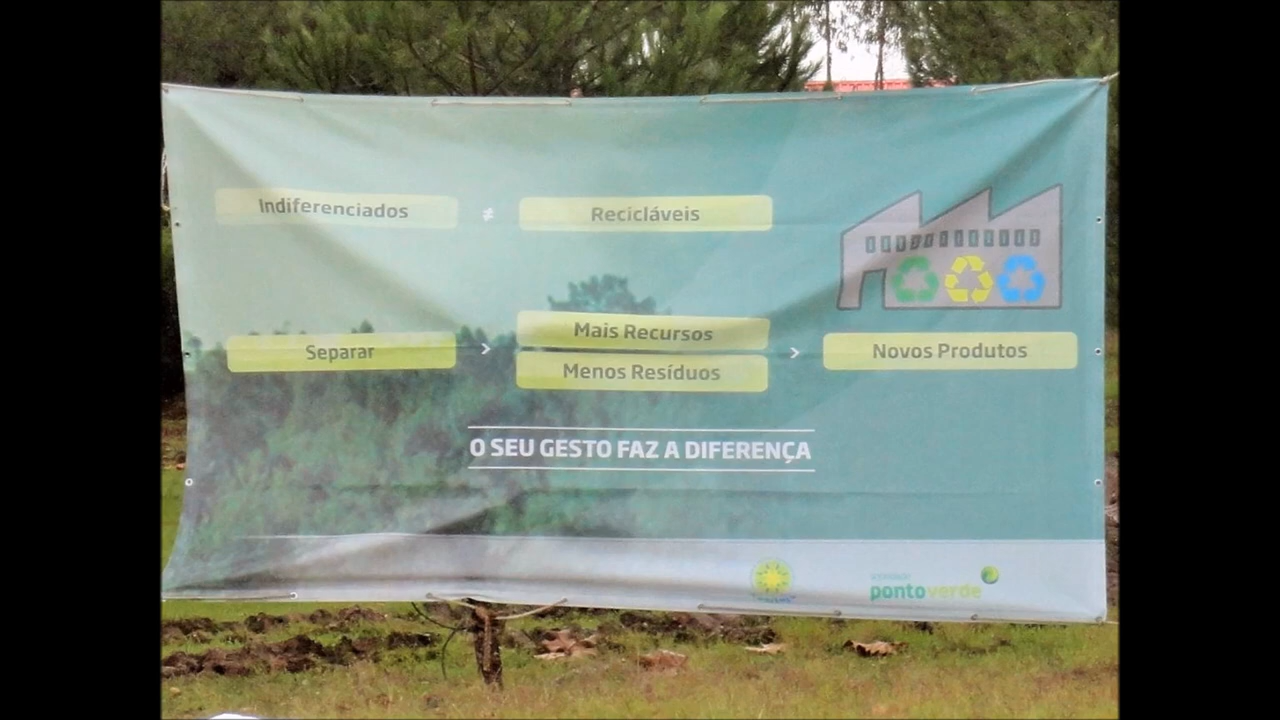 Indiferenciados ≠ Recicláveis
Separar > Mais Recursos
Menos Resíduos > Novos Produtos
O SEU GESTO FAZ A DIFERENÇA
pontoverde